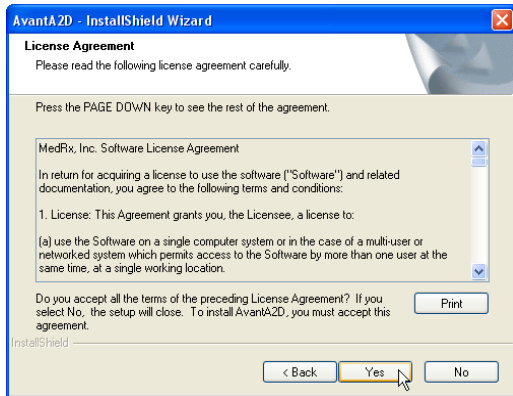 AvantA2D - InstallShield Wizard
License Agreement
Please read the following license agreement carefully.
Press the PAGE DOWN key to see the rest of the agreement.
MedRx, Inc. Software License Agreement
In return for acquiring a license to use the software ("Software") and related
documentation, you agree to the following terms and conditions:
1. License: This Agreement grants you, the Licensee, a license to:
(a) use the Software on a single computer system or in the case of a multi-user or
networked system which permits access to the Software by more than one user at the
same time, at a single working location.
Do you accept all the terms of the preceding License Agreement? If you
select No, the setup will close. To install AvantA2D, you must accept this
agreement.
Print
InstallShield
< Back
Yes
No